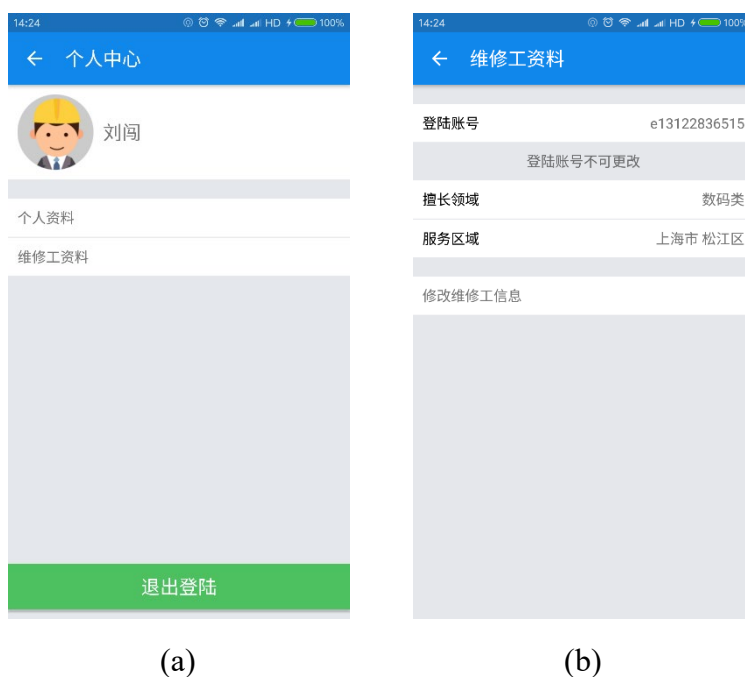 14:24
HD
100%
个人中心
刘闯
个人资料
维修工资料
退出登陆
(a)
14:24
HD
100%
维修工资料
登陆账号
e13122836515
登陆账号不可更改
擅长领域
数码类
服务区域
上海市 松江区
修改维修工信息
(b)